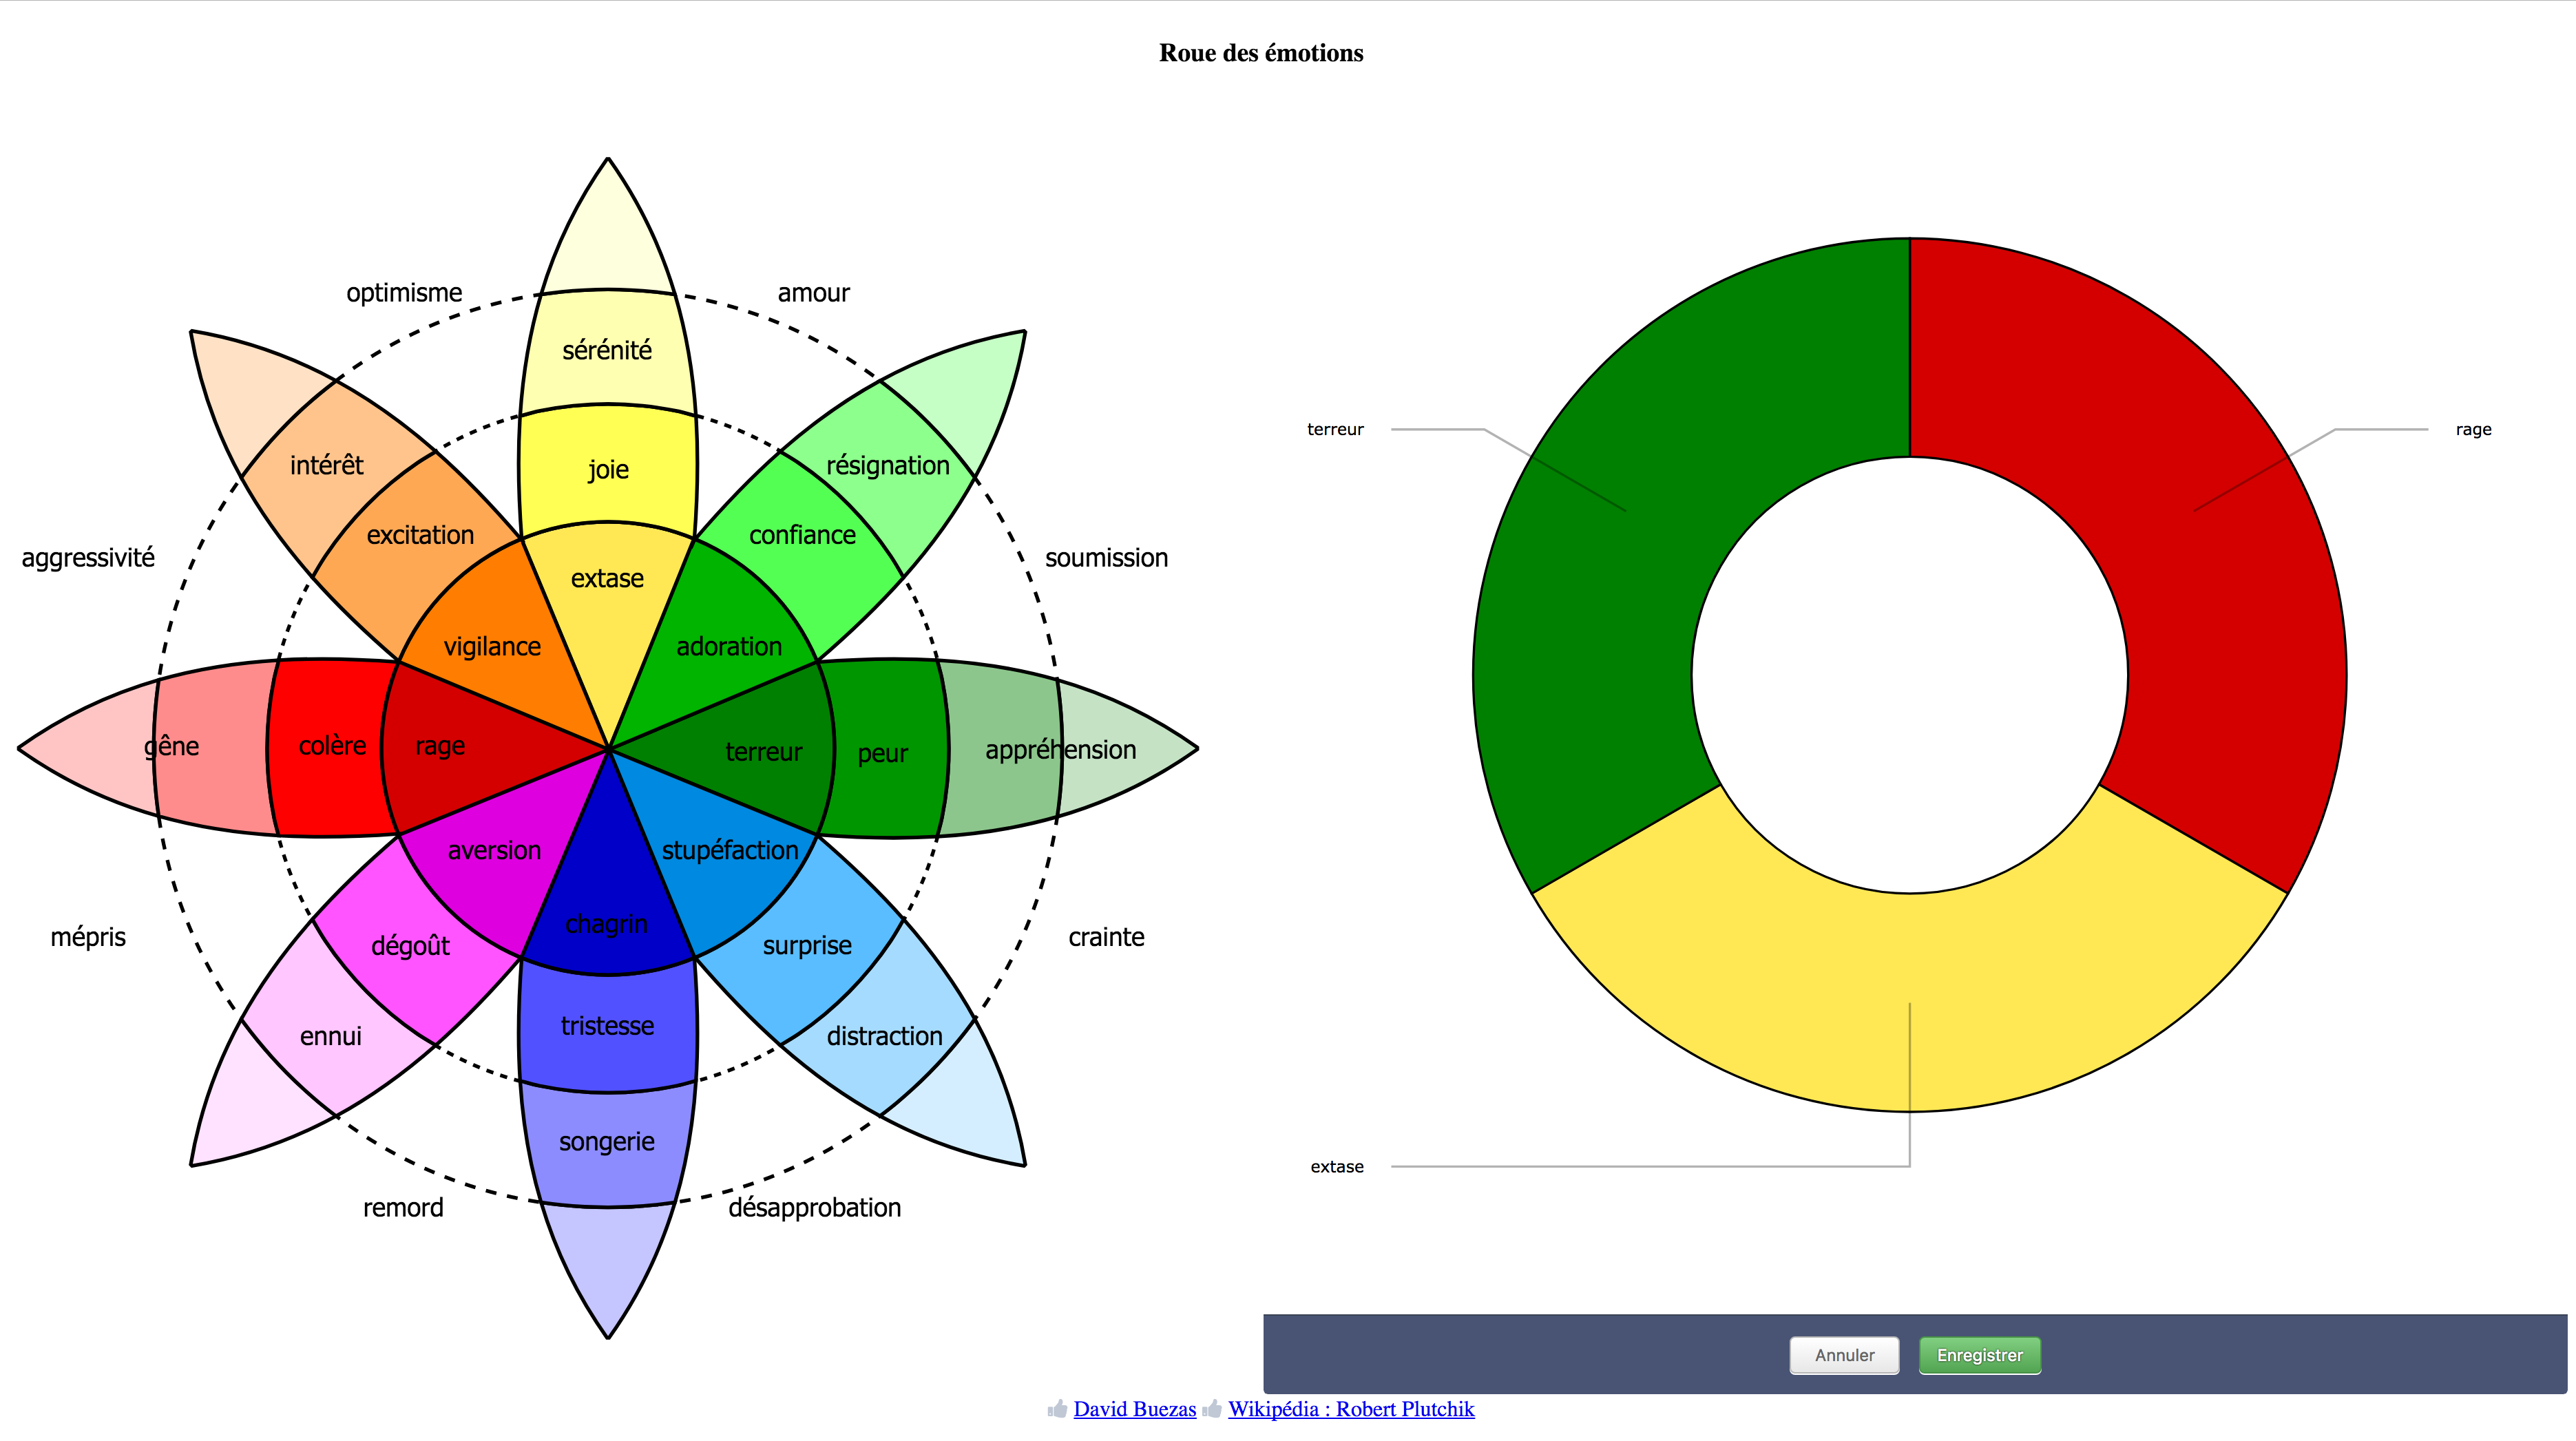 Roue des émotions
optimisme
amour
sérénité
intérêt
joie
résignation
excitation
confiance
aggressivité
extase
soumission
vigilance
adoration
gêne
colère
rage
terreur
peur
appréhension
aversion
stupéfaction
chagrin
mépris
dégoût
surprise
crainte
tristesse
ennui
distraction
songerie
remord
désapprobation
terreur
rage
extase
Annuler
Enregistrer
David Buezas Wikipédia : Robert Plutchik